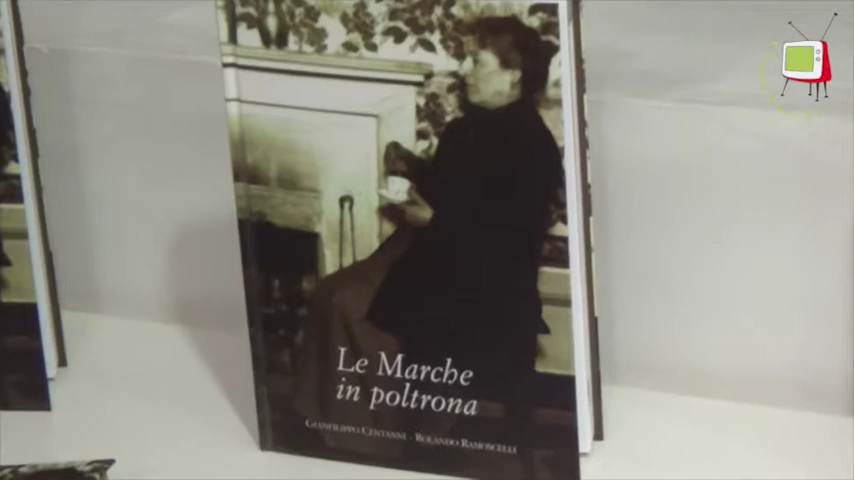 Le Marche
in poltrona
Gianfilippo Centanni - Rolando Ramoscelli